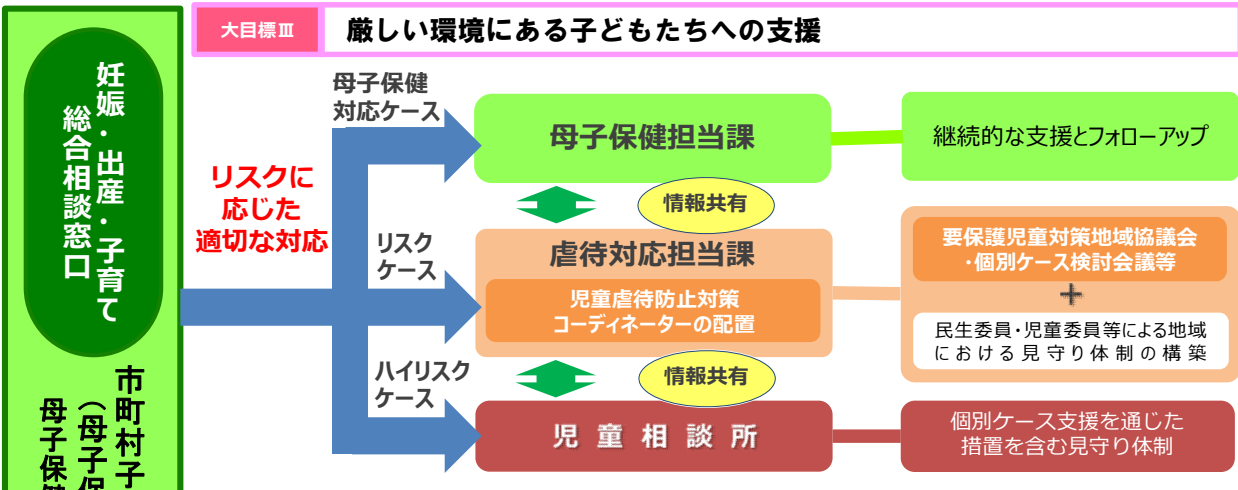 大目標Ⅲ
厳しい環境にある子どもたちへの支援
妊娠・出産・子育て
総合相談窓口
市町村子
(母子保
母子保健
リスクに
応じた
適切な対応
母子保健
対応ケース
母子保健担当課
継続的な支援とフォローアップ
情報共有
リスク
ケース
虐待対応担当課
児童虐待防止対策
コーディネーターの配置
要保護児童対策地域協議会
・個別ケース検討会議等
+
民生委員・児童委員等による地域
における見守り体制の構築
ハイリスク
ケース
情報共有
児童相談所
個別ケース支援を通じた
措置を含む見守り体制